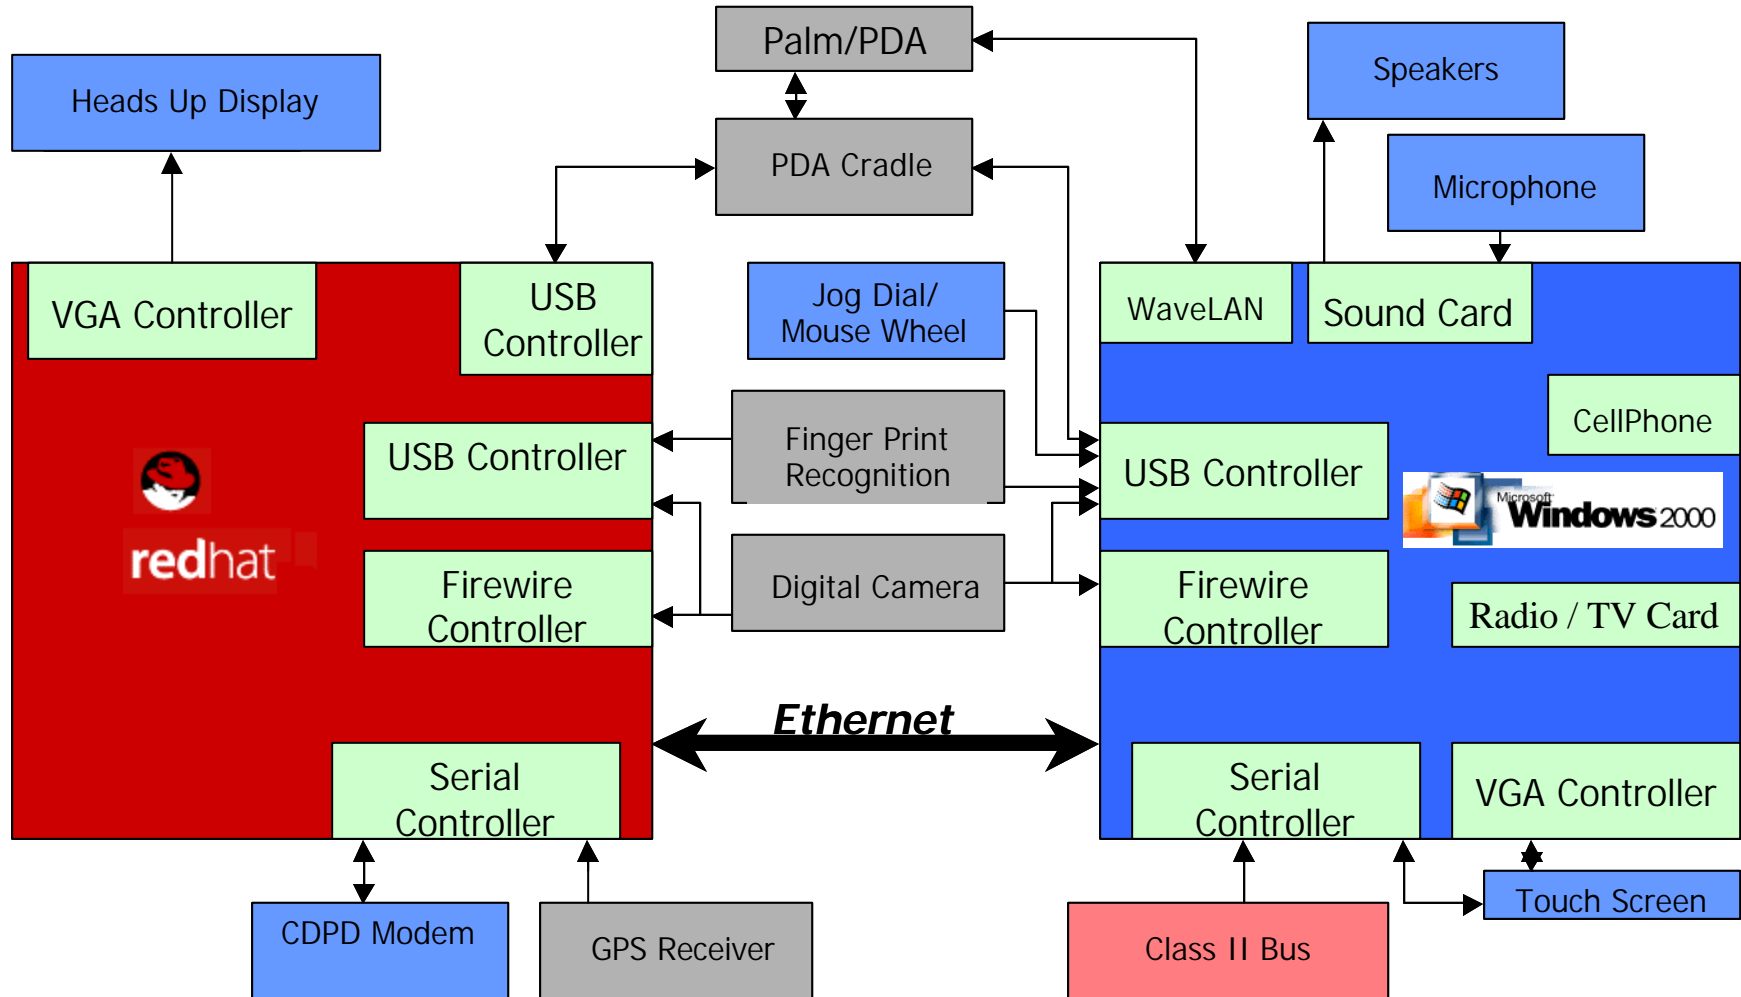 Palm/PDA
Heads Up Display
Speakers
PDA Cradle
Microphone
VGA Controller
USB
Controller
Jog Dial/
Mouse Wheel
WaveLAN
Sound Card
CellPhone
USB Controller
Finger Print
Recognition
USB Controller
Microsoft
Windows 2000
redhat
Firewire
Controller
Digital Camera
Firewire
Controller
Radio / TV Card
Ethernet
Serial
Controller
Serial
Controller
VGA Controller
Touch Screen
CDPD Modem
GPS Receiver
Class II Bus